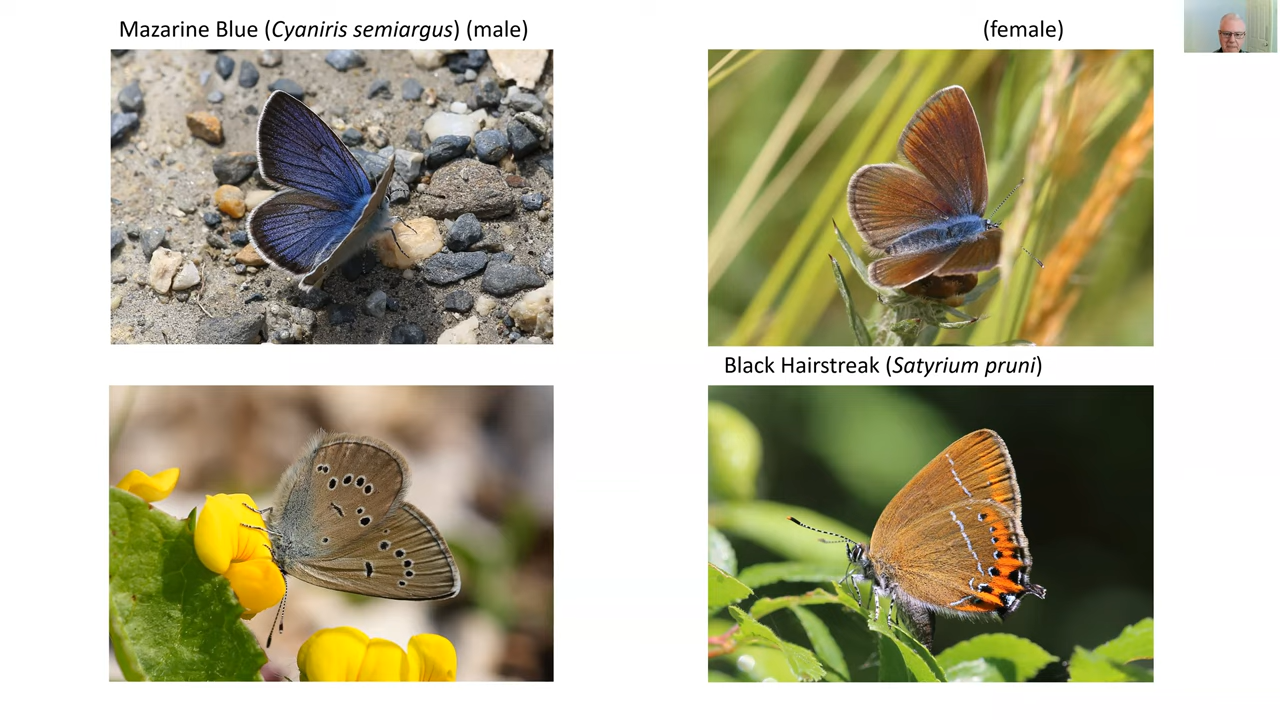 Mazarine Blue (Cyaniris semiargus) (male)
(female)
Black Hairstreak (Satyrium pruni)